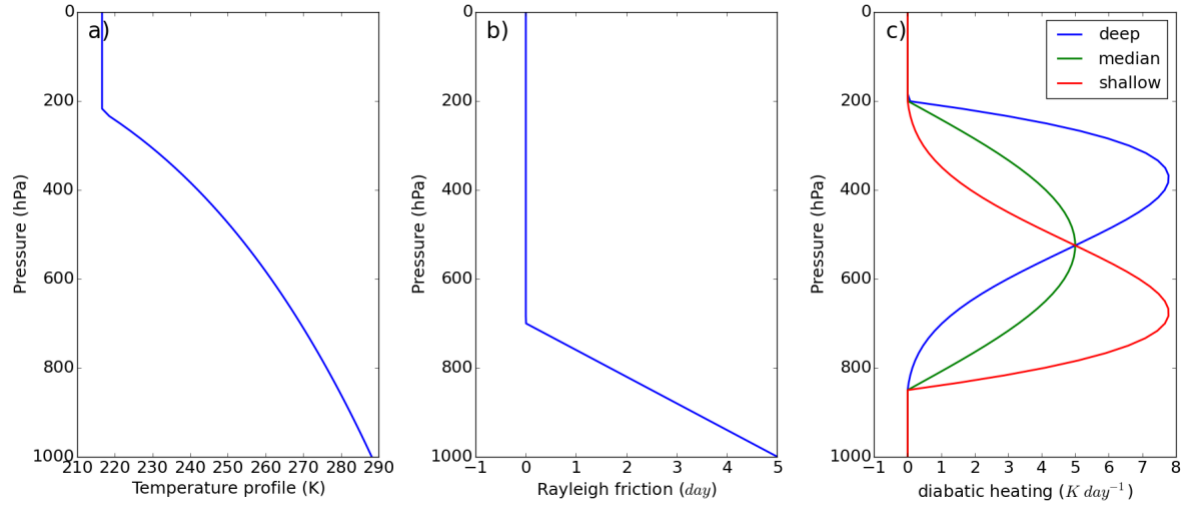 a)
0
200
400
600
800
1000
Pressure (hPa)
210 220 230 240 250 260 270 280 290
Temperature profile (K)
b)
0
200
400
600
800
1000
Pressure (hPa)
−1 0 1 2 3 4 5
Rayleigh friction (day)
c)
deep
median
shallow
0
200
400
600
800
1000
Pressure (hPa)
−1 0 1 2 3 4 5 6 7 8
diabatic heating (K day⁻¹)